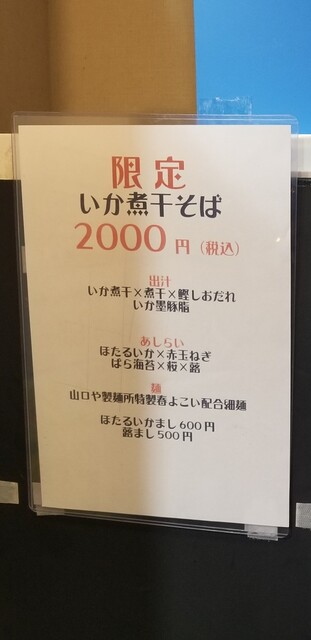 限定
いか煮干そば
2000円（税込）
出汁
いか煮干×煮干×鰹しおだれ
いか墨豚脂
あしらい
ほたるいか×赤玉ねぎ
ばら海苔×桜×蕗
麺
山口や製麺所特製春よこい配合細麺
ほたるいかまし600円
蕗まし500円